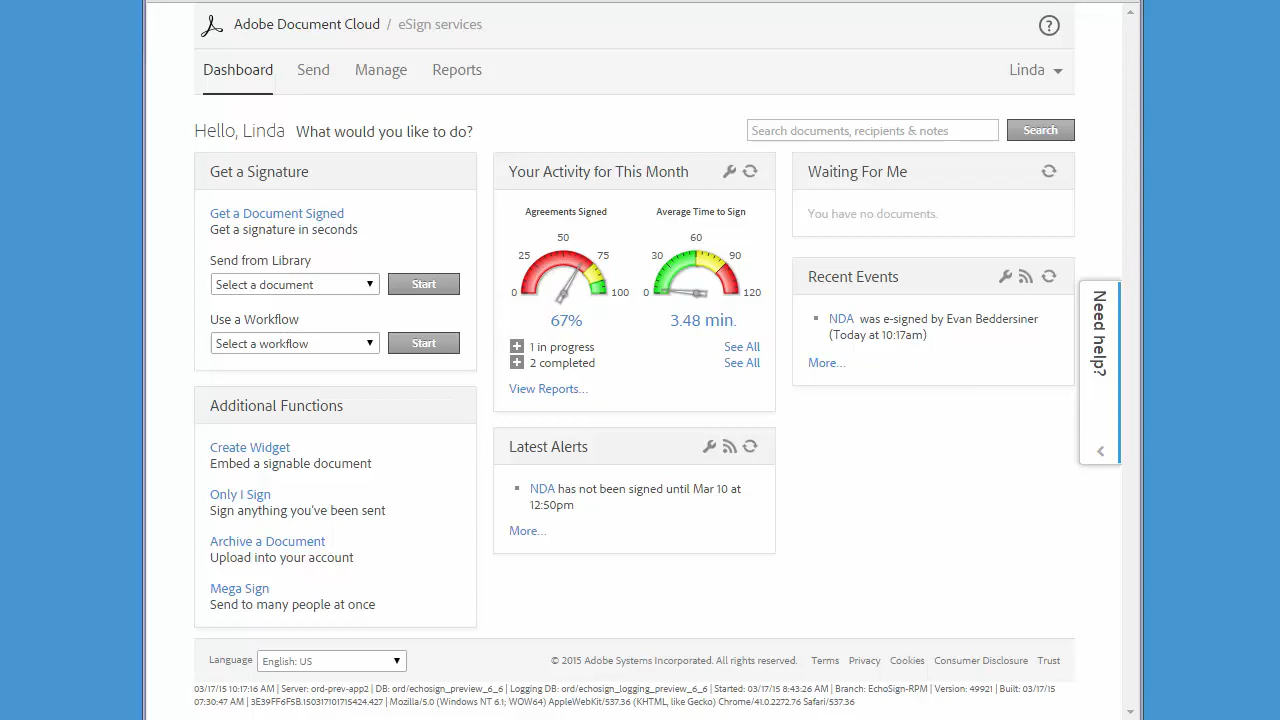 Adobe Document Cloud / eSign services
?
Dashboard Send Manage Reports Linda
Hello, Linda What would you like to do?
Search documents, recipients & notes Search
Get a Signature
Get a Document Signed
Get a signature in seconds
Send from Library
Select a document Start
Use a Workflow
Select a workflow Start
Additional Functions
Create Widget
Embed a signable document
Only I Sign
Sign anything you've been sent
Archive a Document
Upload into your account
Mega Sign
Send to many people at once
Your Activity for This Month
Agreements Signed Average Time to Sign
50 60
25 75 30 90
0 100 0 120
67% 3.48 min.
1 in progress See All
2 completed See All
View Reports...
Latest Alerts
NDA has not been signed until Mar 10 at
12:50pm
More...
Waiting For Me
You have no documents.
Recent Events
NDA was e-signed by Evan Beddersiner
(Today at 10:17am)
More...
Need help?
Language English: US © 2015 Adobe Systems Incorporated. All rights reserved. Terms Privacy Cookies Consumer Disclosure Trust
03/17/15 10:17:16 AM | Server: ord-prev-app2 | DB: ord/echosign_preview_6_6 | Logging DB: ord/echosign_logging_preview_6_6 | Started: 03/17/15 8:43:26 AM | Branch: EchoSign-RPM | Version: 49921 | Built: 03/17/15
07:30:47 AM | 3E39FF6F5B.150317101715424.427 | Mozilla/5.0 (Windows NT 6.1; WOW64) AppleWebKit/537.36 (KHTML, like Gecko) Chrome/41.0.2272.76 Safari/537.36